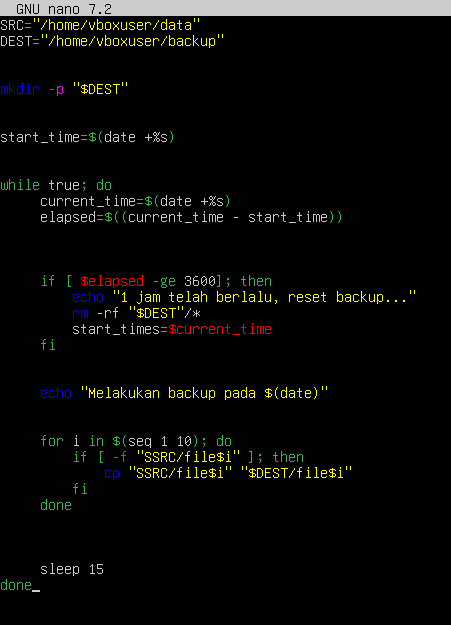 GNU nano 7.2
SRC="/home/vboxuser/data"
DEST="/home/vboxuser/backup"
mkdir -p "$DEST"
start_time=$(date +%s)
while true; do
current_time=$(date +%s)
elapsed=$((current_time - start_time))
if [ $elapsed -ge 3600]; then
echo "1 jam telah berlalu, reset backup..."
rm -rf "$DEST"/*
start_times=$current_time
fi
echo "Melakukan backup pada $(date)"
for i in $(seq 1 10); do
if [ -f "SSRC/file$i" ]; then
cp "SSRC/file$i" "$DEST/file$i"
fi
done
sleep 15
done